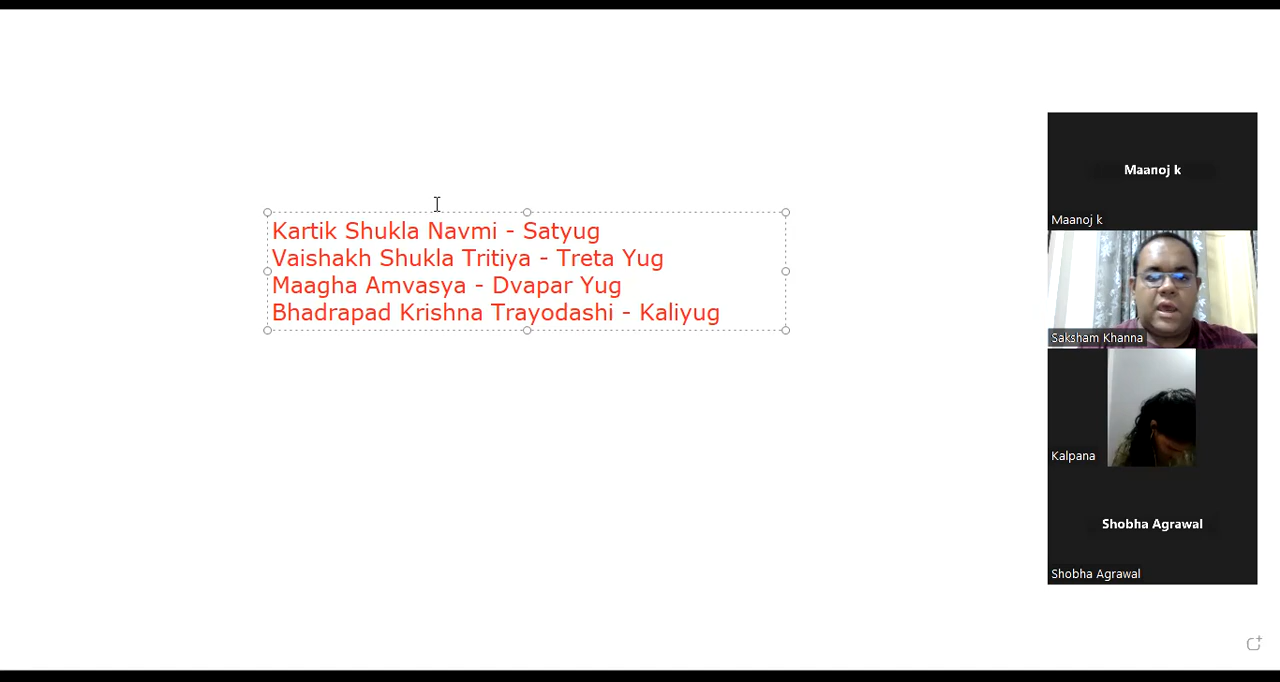 Kartik Shukla Navmi - Satyug
Vaishakh Shukla Tritiya - Treta Yug
Maagha Amvasya - Dvapar Yug
Bhadrapad Krishna Trayodashi - Kaliyug
Maanoj k
Maanoj k
Saksham Khanna
Kalpana
Shobha Agrawal
Shobha Agrawal